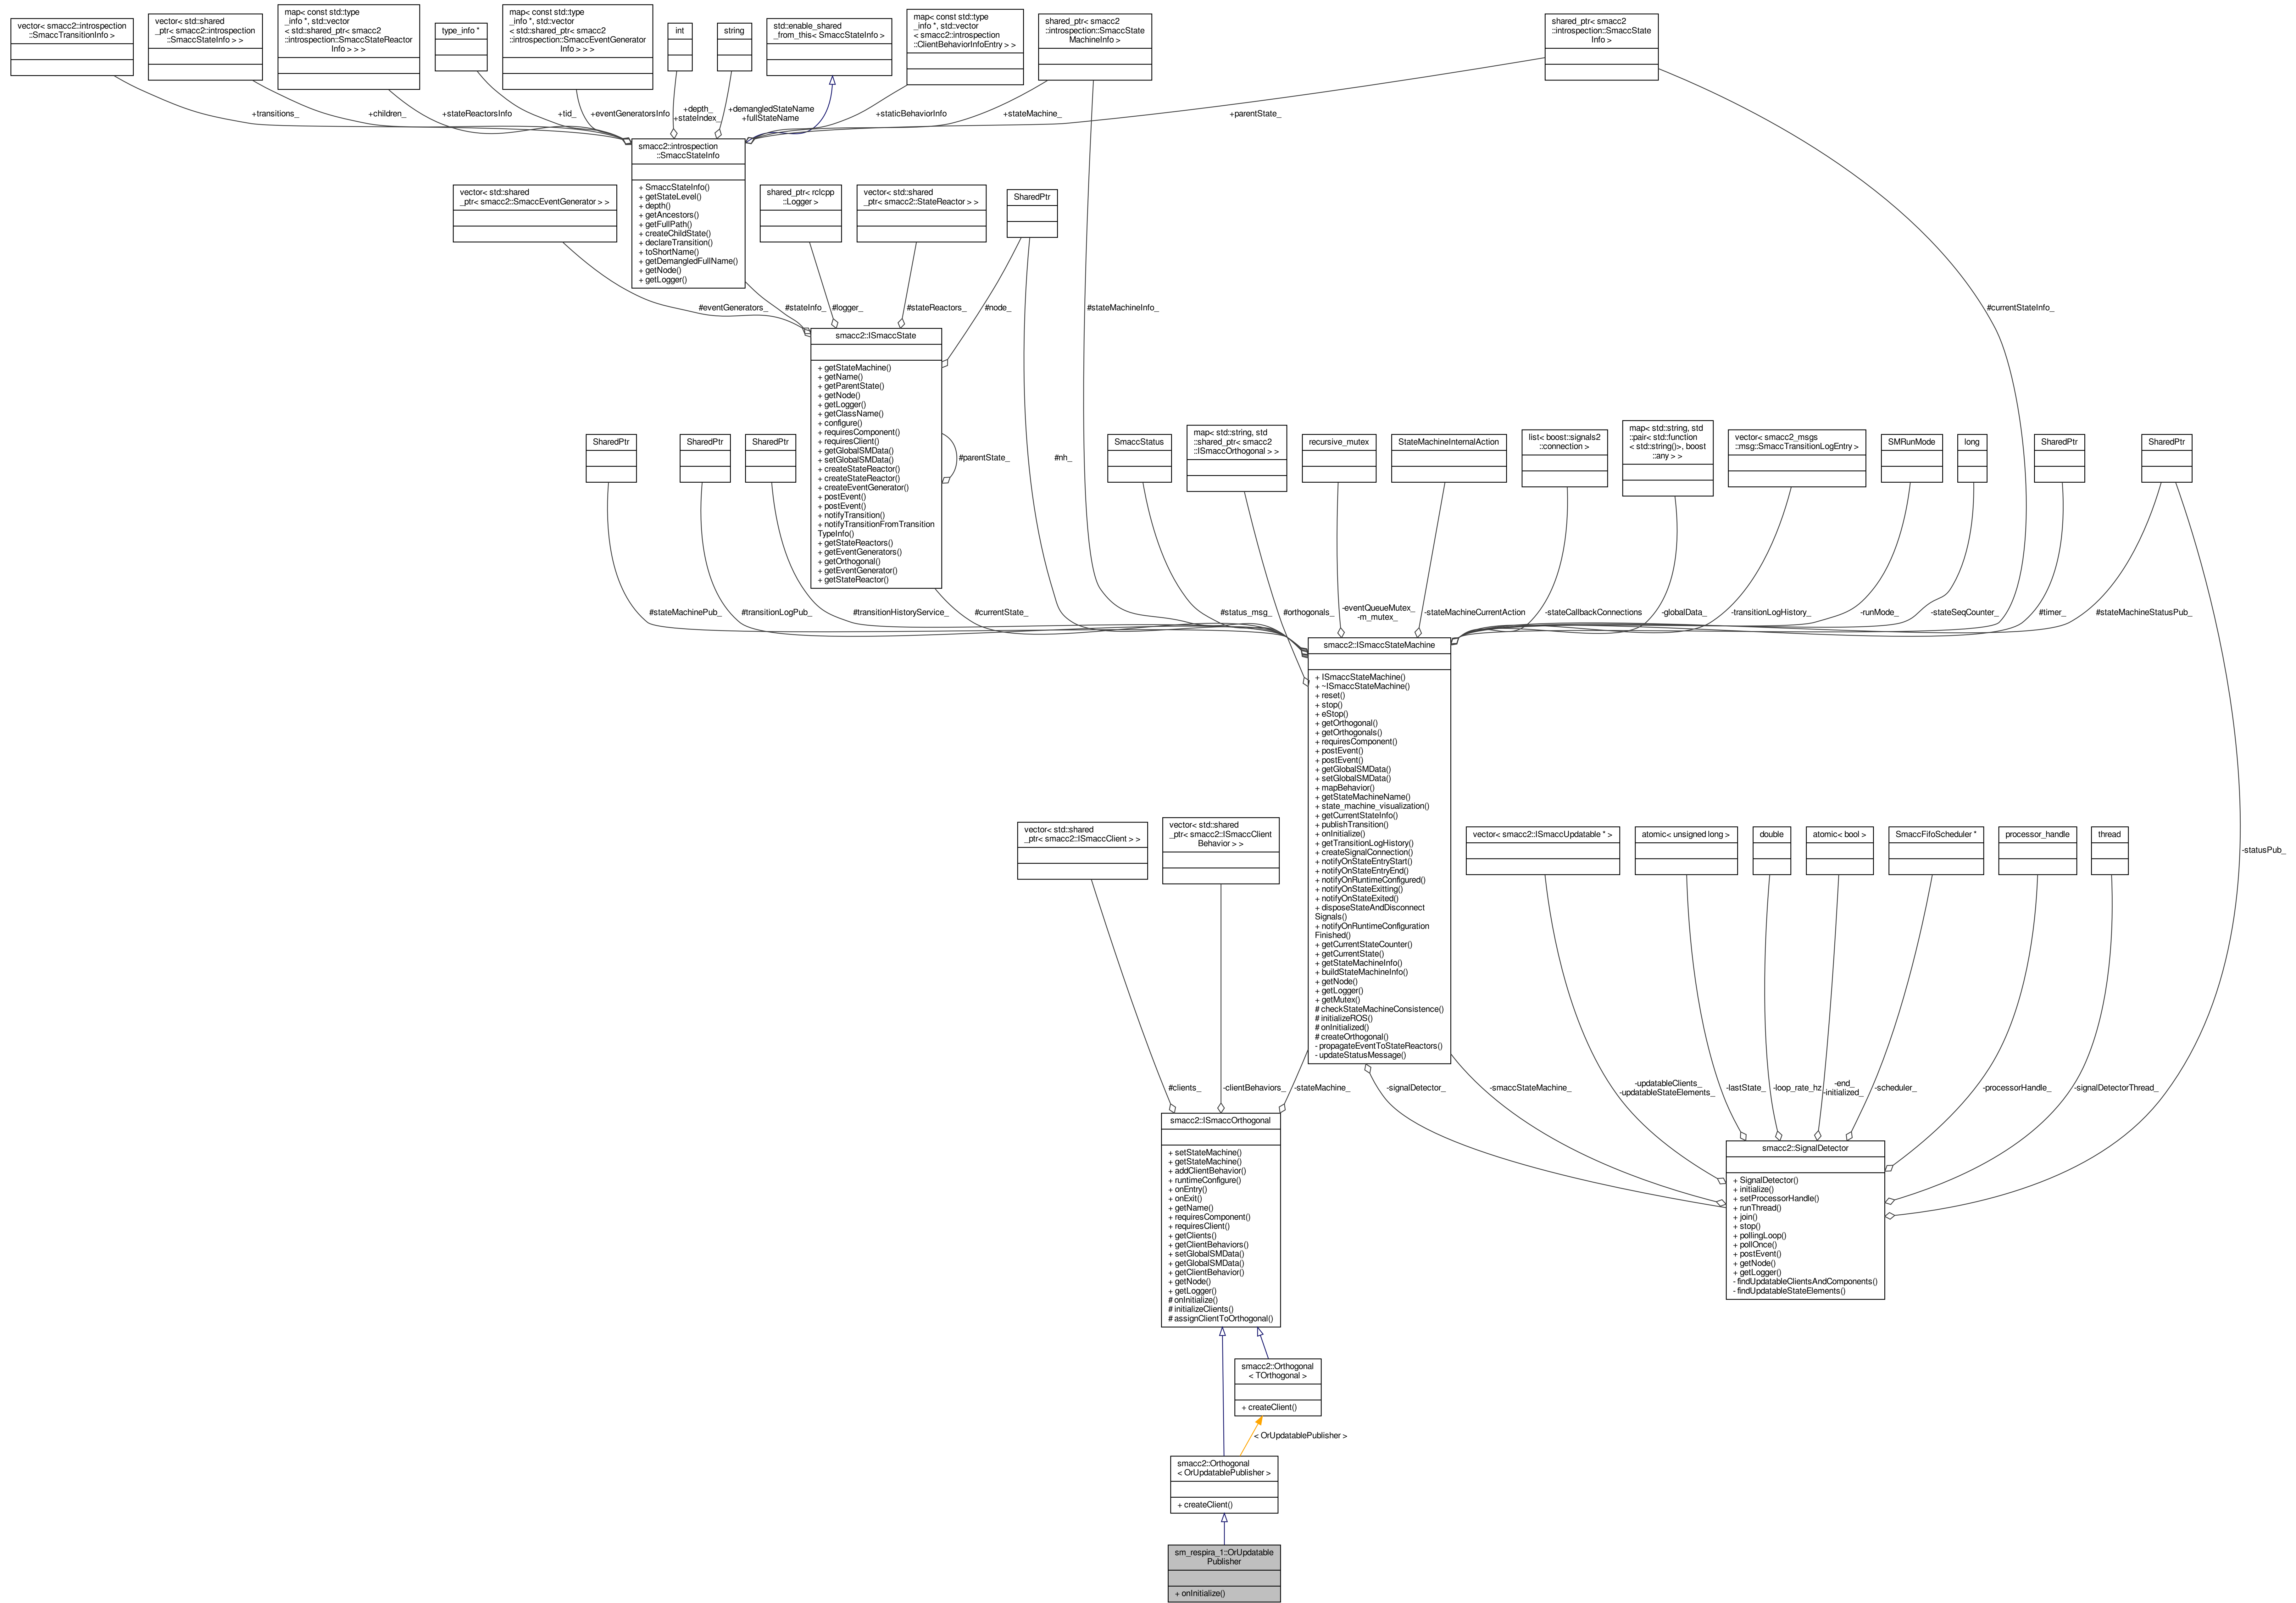 vector< smacc2::introspection
::SmaccTransitionInfo >
vector< std::shared
_ptr< smacc2::introspection
::SmaccStateInfo > >
map< const std::type
_info *, std::vector
< std::shared_ptr< smacc2
::introspection::SmaccStateReactor
Info > > >
type_info *
map< const std::type
_info *, std::vector
< std::shared_ptr< smacc2
::introspection::SmaccEventGenerator
Info > > >
int
string
std::enable_shared
_from_this< SmaccStateInfo >
map< const std::type
_info *, std::vector
< smacc2::introspection
::ClientBehaviorInfoEntry > >
shared_ptr< smacc2
::introspection::SmaccState
MachineInfo >
shared_ptr< smacc2
::introspection::SmaccState
Info >
+transitions_
+children_
+stateReactorsInfo
+tid_
+eventGeneratorsInfo
+depth_
+stateIndex_
+demangledStateName
+fullStateName
+staticBehaviorInfo
+stateMachine_
+parentState_
smacc2::introspection
::SmaccStateInfo
+ SmaccStateInfo()
+ getStateLevel()
+ depth()
+ getAncestors()
+ getFullPath()
+ createChildState()
+ declareTransition()
+ toShortName()
+ getDemangledFullName()
+ getNode()
+ getLogger()
vector< std::shared
_ptr< smacc2::SmaccEventGenerator > >
shared_ptr< rclcpp
::Logger >
vector< std::shared
_ptr< smacc2::StateReactor > >
SharedPtr
#eventGenerators_
#stateInfo_
#logger_
#stateReactors_
#node_
#stateMachineInfo_
#currentStateInfo_
smacc2::ISmaccState
+ getStateMachine()
+ getName()
+ getParentState()
+ getNode()
+ getLogger()
+ getClassName()
+ configure()
+ requiresComponent()
+ requiresClient()
+ getGlobalSMData()
+ setGlobalSMData()
+ createStateReactor()
+ createStateReactor()
+ createEventGenerator()
+ postEvent()
+ postEvent()
+ notifyTransition()
+ notifyTransitionFromTransition
TypeInfo()
+ getStateReactors()
+ getEventGenerators()
+ getOrthogonal()
+ getEventGenerator()
+ getStateReactor()
#parentState_
#nh_
SharedPtr
SharedPtr
SharedPtr
SmaccStatus
map< std::string, std
::shared_ptr< smacc2
::ISmaccOrthogonal > >
recursive_mutex
StateMachineInternalAction
list< boost::signals2
::connection >
map< std::string, std
::pair< std::function
< std::string()>, boost
::any > >
vector< smacc2_msgs
::msg::SmaccTransitionLogEntry >
SMRunMode
long
SharedPtr
SharedPtr
#stateMachinePub_
#transitionLogPub_
#transitionHistoryService_
#currentState_
#status_msg_
#orthogonals_
-eventQueueMutex_
-m_mutex_
-stateMachineCurrentAction
-stateCallbackConnections
-globalData_
-transitionLogHistory_
-runMode_
-stateSeqCounter_
#timer_
#stateMachineStatusPub_
smacc2::ISmaccStateMachine
+ ISmaccStateMachine()
+ ~ISmaccStateMachine()
+ reset()
+ stop()
+ eStop()
+ getOrthogonal()
+ getOrthogonals()
+ requiresComponent()
+ postEvent()
+ postEvent()
+ getGlobalSMData()
+ setGlobalSMData()
+ mapBehavior()
+ getStateMachineName()
+ state_machine_visualization()
+ getCurrentStateInfo()
+ publishTransition()
+ onInitialize()
+ getTransitionLogHistory()
+ createSignalConnection()
+ notifyOnStateEntryStart()
+ notifyOnStateEntryEnd()
+ notifyOnRuntimeConfigured()
+ notifyOnStateExitting()
+ notifyOnStateExited()
+ disposeStateAndDisconnect
Signals()
+ notifyOnRuntimeConfiguration
Finished()
+ getCurrentStateCounter()
+ getCurrentState()
+ getStateMachineInfo()
+ buildStateMachineInfo()
+ getNode()
+ getLogger()
+ getMutex()
# checkStateMachineConsistence()
# initializeROS()
# onInitialized()
# createOrthogonal()
- propagateEventToStateReactors()
- updateStatusMessage()
vector< std::shared
_ptr< smacc2::ISmaccClient > >
vector< std::shared
_ptr< smacc2::ISmaccClient
Behavior > >
vector< smacc2::ISmaccUpdatable * >
atomic< unsigned long >
double
atomic< bool >
SmaccFifoScheduler *
processor_handle
thread
-statusPub_
#clients_
-clientBehaviors_
-stateMachine_
-signalDetector_
-smaccStateMachine_
-updatableClients_
-updatableStateElements_
-lastState_
-loop_rate_hz
-end_
-initialized_
-scheduler_
-processorHandle_
-signalDetectorThread_
smacc2::ISmaccOrthogonal
+ setStateMachine()
+ getStateMachine()
+ addClientBehavior()
+ runtimeConfigure()
+ onEntry()
+ onExit()
+ getName()
+ requiresComponent()
+ requiresClient()
+ getClients()
+ getClientBehaviors()
+ setGlobalSMData()
+ getGlobalSMData()
+ getClientBehavior()
+ getNode()
+ getLogger()
# onInitialize()
# initializeClients()
# assignClientToOrthogonal()
smacc2::SignalDetector
+ SignalDetector()
+ initialize()
+ setProcessorHandle()
+ runThread()
+ join()
+ stop()
+ pollingLoop()
+ pollOnce()
+ postEvent()
+ getNode()
+ getLogger()
- findUpdatableClientsAndComponents()
- findUpdatableStateElements()
smacc2::Orthogonal
< TOrthogonal >
+ createClient()
< OrUpdatablePublisher >
smacc2::Orthogonal
< OrUpdatablePublisher >
+ createClient()
sm_respira_1::OrUpdatable
Publisher
+ onInitialize()